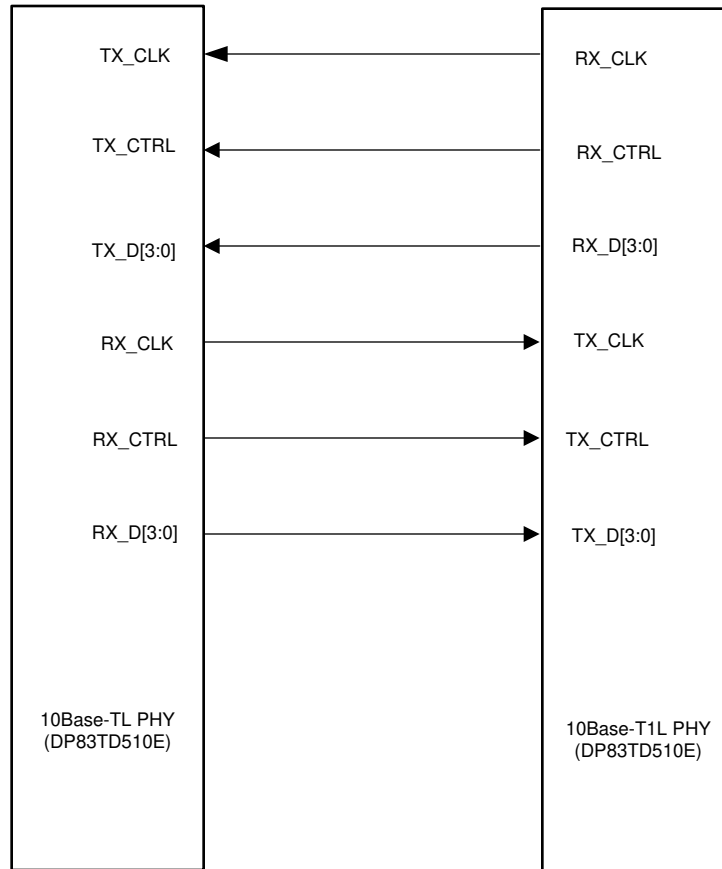 TX_CLK
RX_CLK
TX_CTRL
RX_CTRL
TX_D[3:0]
RX_D[3:0]
RX_CLK
TX_CLK
RX_CTRL
TX_CTRL
RX_D[3:0]
TX_D[3:0]
10Base-TL PHY
(DP83TD510E)
10Base-T1L PHY
(DP83TD510E)